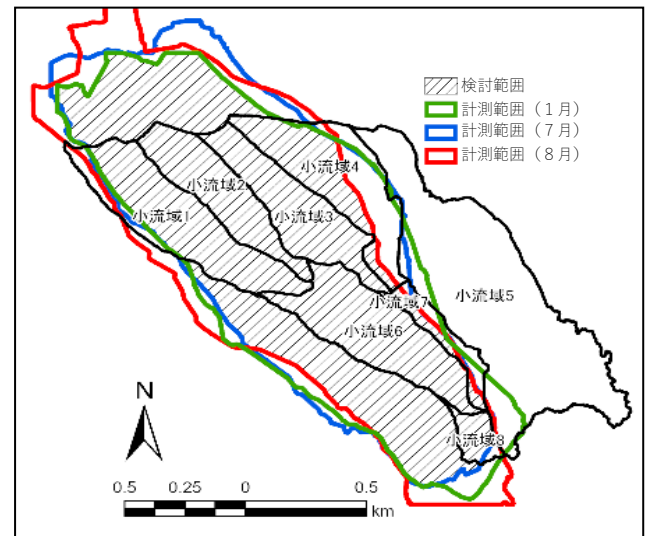 検討範囲
計測範囲（1月）
計測範囲（7月）
計測範囲（8月）
小流域4
小流域2
小流域3
小流域1
小流域5
小流域7
小流域6
小流域8
N
0.5 0.25 0 0.5
km